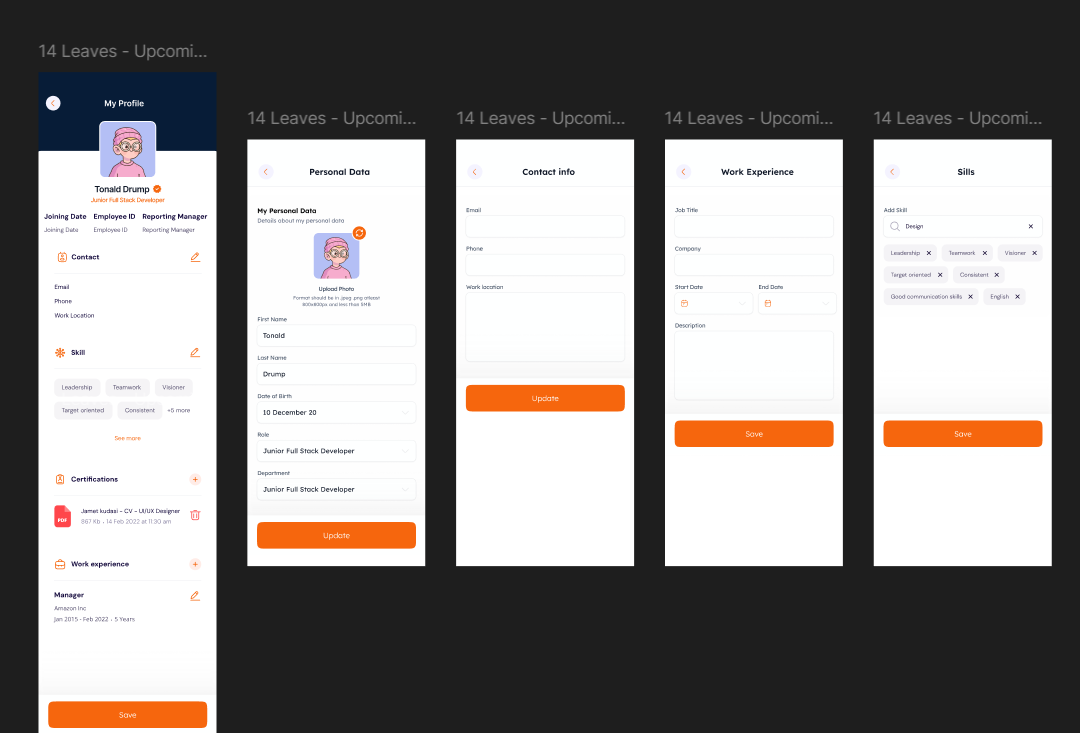 14 Leaves - Upcomi...
My Profile
Tonald Drump
Junior Full Stack Developer
Joining Date Employee ID Reporting Manager
Joining Date Employee ID Reporting Manager
Contact
Email
Phone
Work Location
Skill
Leadership Teamwork Visioner
Target oriented Consistent +5 more
See more
Certifications
PDF
Jamet kudasi - CV - UI/UX Designer
867 Kb • 14 Feb 2022 at 11:30 am
Work experience
Manager
Amazon Inc
jan 2015 - Feb 2022 • 5 Years
Save
14 Leaves - Upcomi...
Personal Data
My Personal Data
Details about my personal data
Upload Photo
Format should be in .jpeg .png atleast
800x800px and less than 5MB
First Name
Tonald
Last Name
Drump
Date of Birth
10 December 20
Role
Junior Full Stack Developer
Department
Junior Full Stack Developer
Update
14 Leaves - Upcomi...
Contact info
Email
Phone
Work location
Update
14 Leaves - Upcomi...
Work Experience
Job Title
Company
Start Date End Date
Description
Save
14 Leaves - Upcomi...
Sills
Add Skill
Design
Leadership Teamwork Visioner
Target oriented Consistent
Good communication skills English
Save